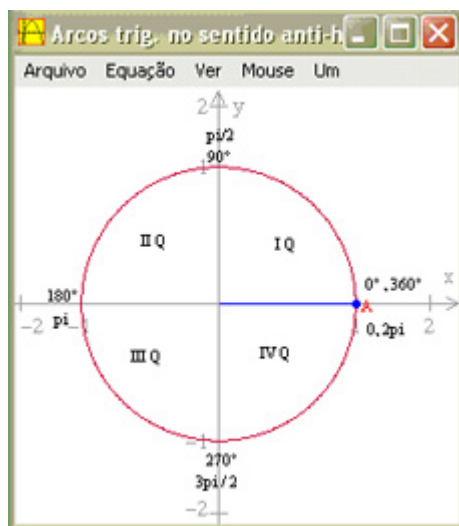 Arcos trig. no sentido anti-h
Arquivo Equação Ver Mouse Um
2 y
pi/2
90°
1
II Q I Q
0°,360° x
180° A
-2 pi -1 0,2pi 2
III Q IV Q
-1
270°
3pi/2
-2